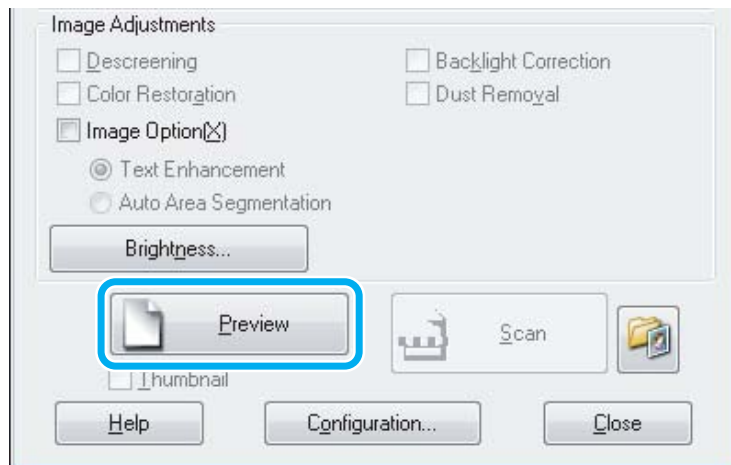 Image Adjustments
Descreening
Backlight Correction
Color Restoration
Dust Removal
Image Option(X)
Text Enhancement
Auto Area Segmentation
Brightness...
Preview
Scan
Thumbnail
Help
Configuration...
Close